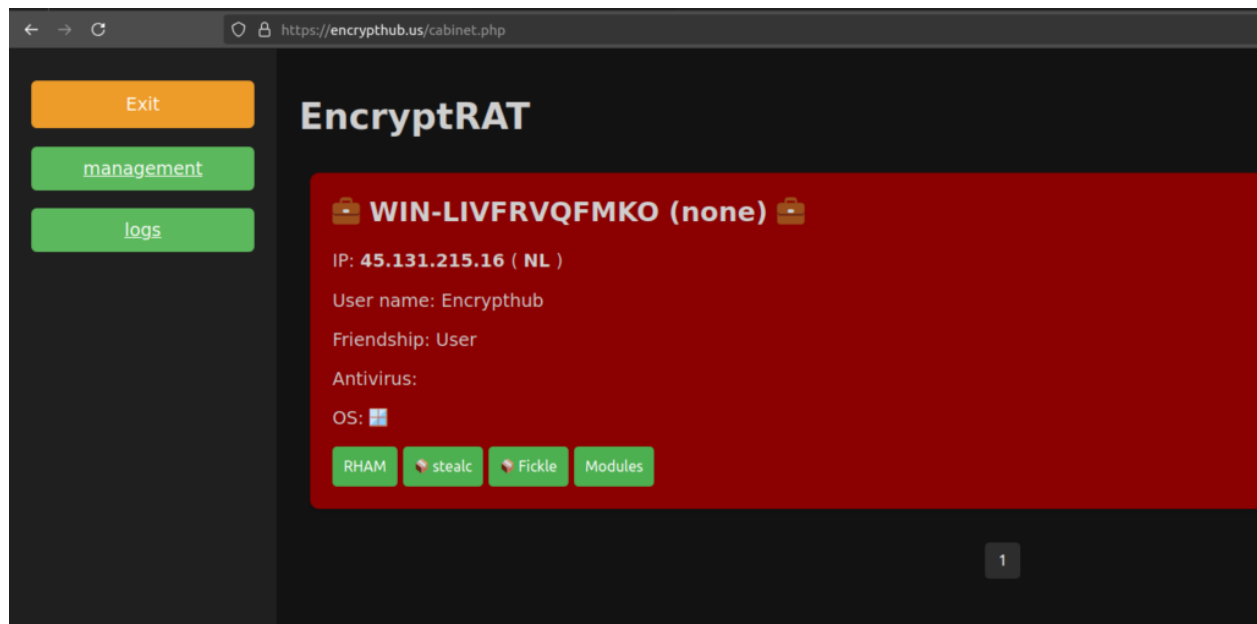 https://encrypthub.us/cabinet.php
Exit
management
logs
EncryptRAT
WIN-LIVFRVQFMKO (none)
IP: 45.131.215.16 ( NL )
User name: Encrypthub
Friendship: User
Antivirus:
OS:
RHAM
stealc
Fickle
Modules
1